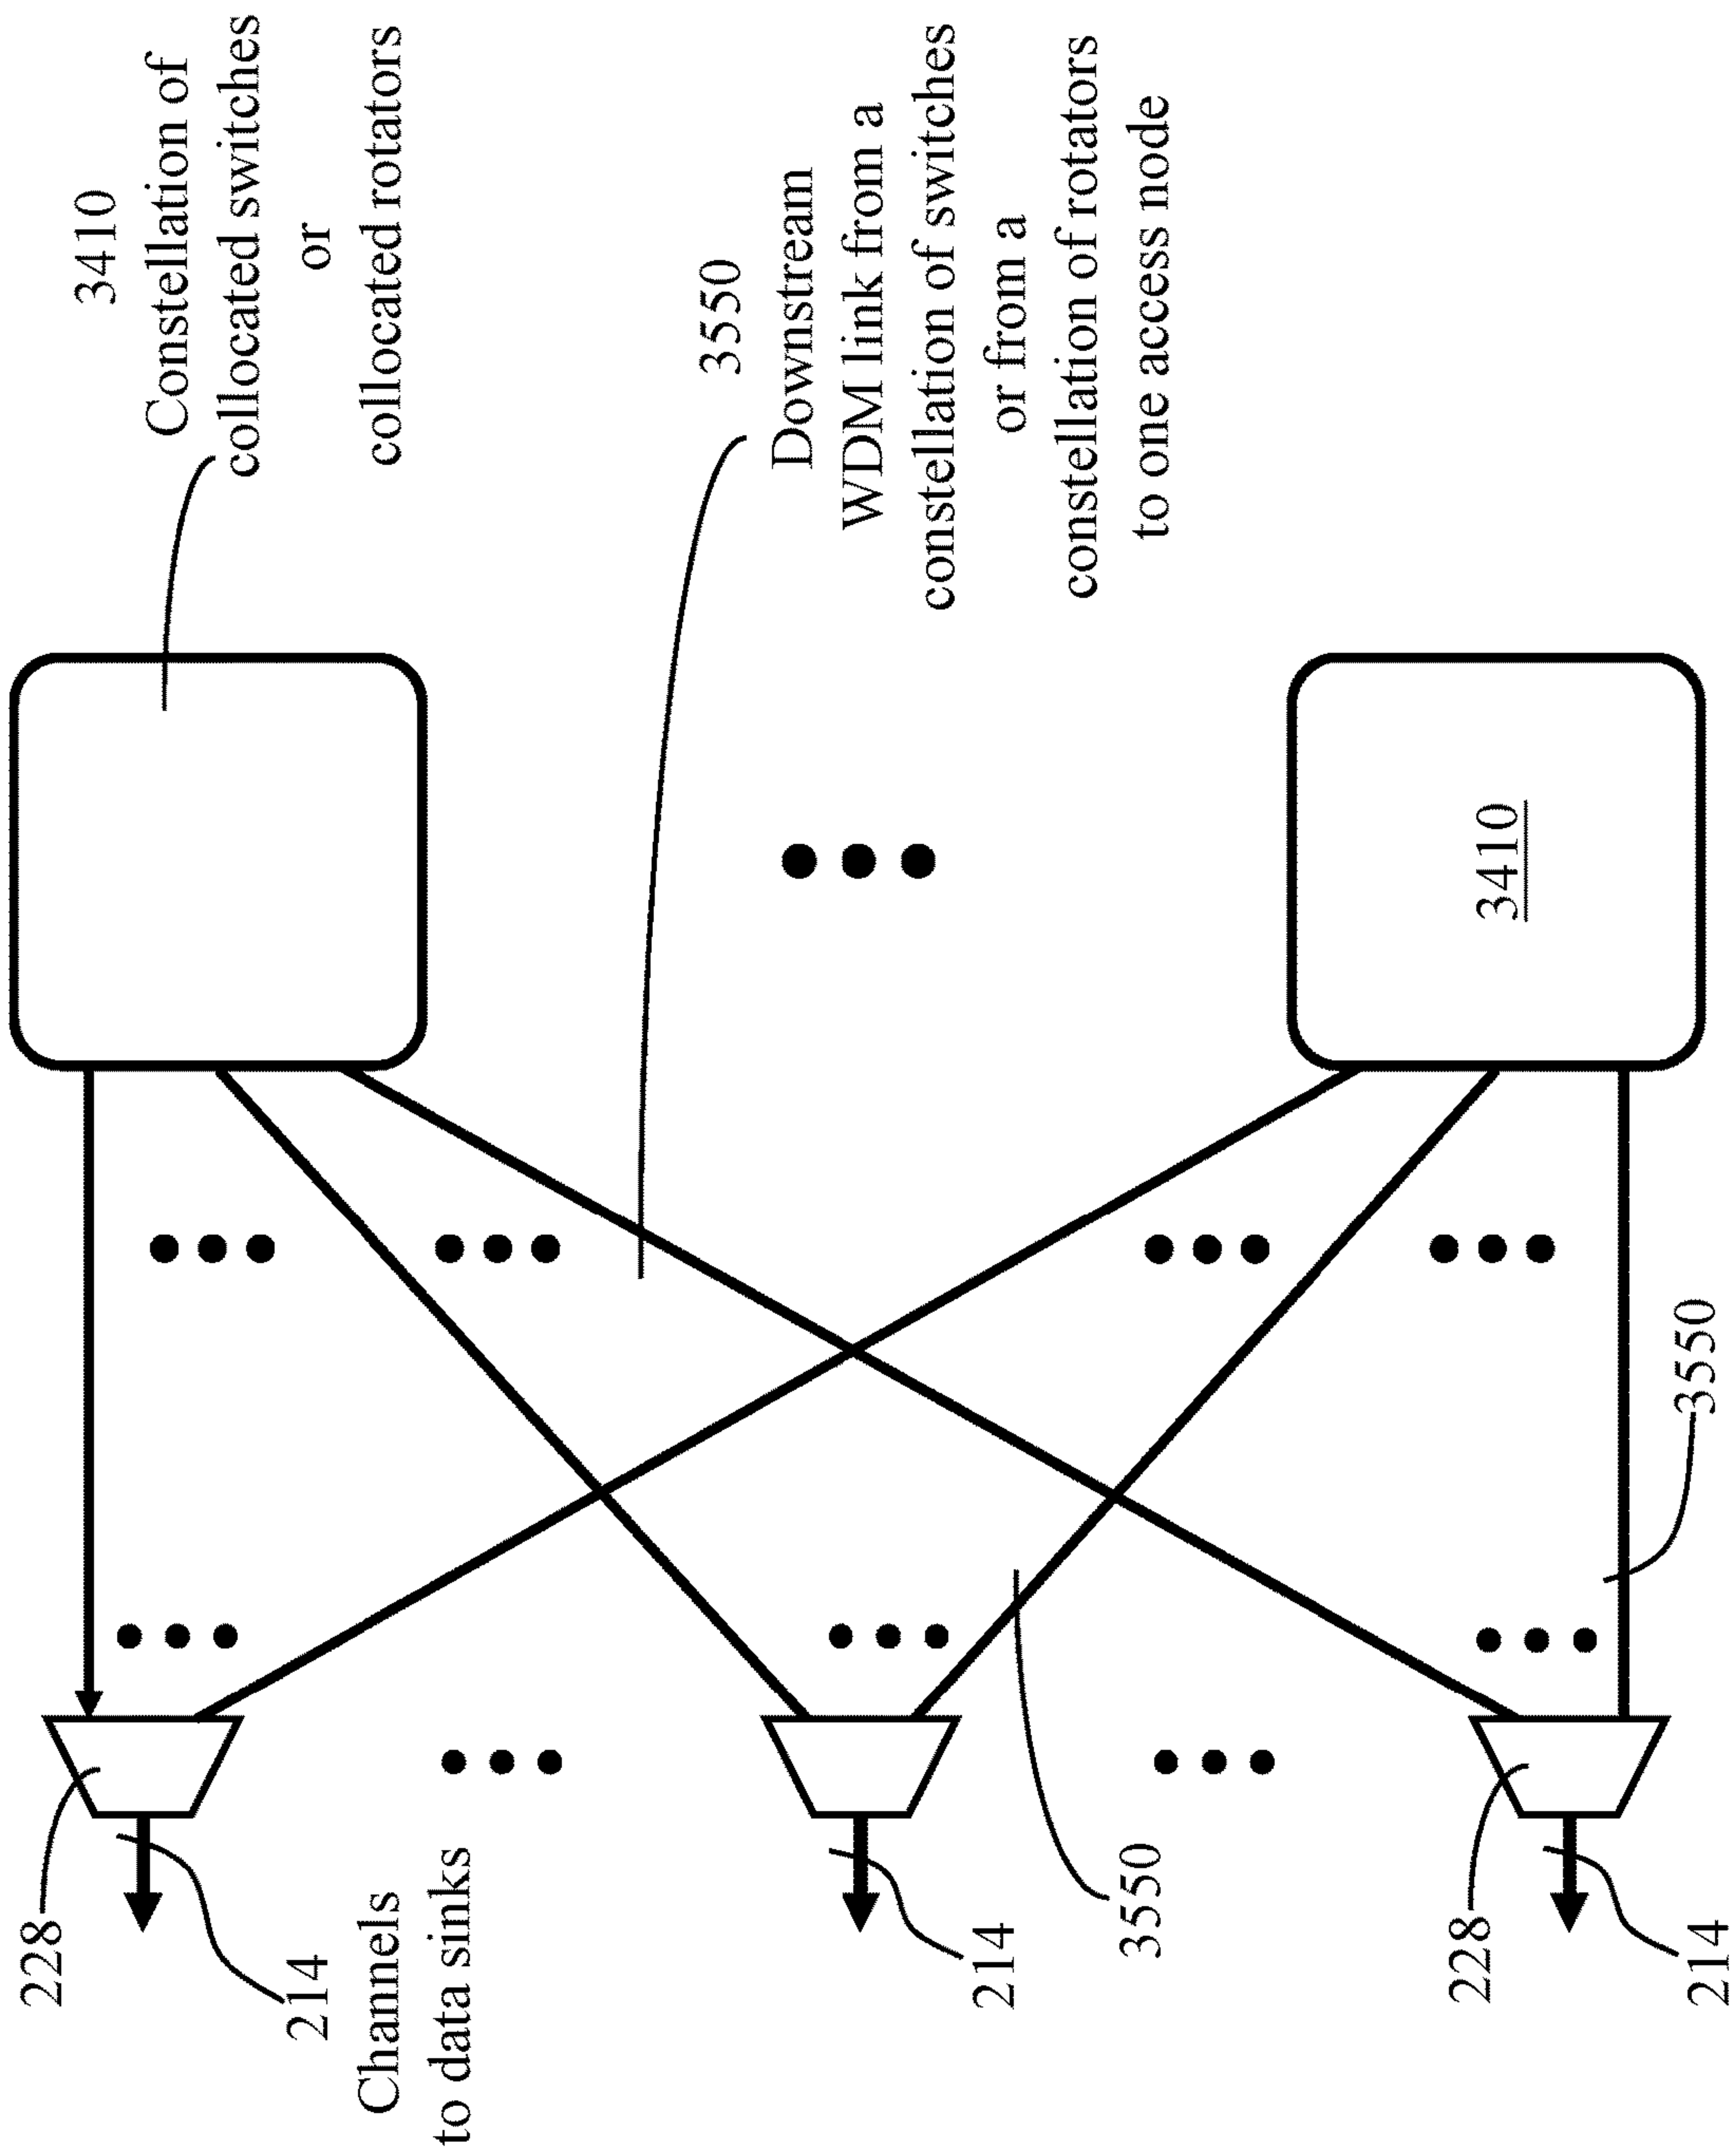 228
214
Channels
to data sinks
3410
Constellation of
collocated switches
or
collocated rotators
3550
Downstream
WDM link from a
constellation of switches
or from a
constellation of rotators
to one access node
214
3550
228
3410
214
3550